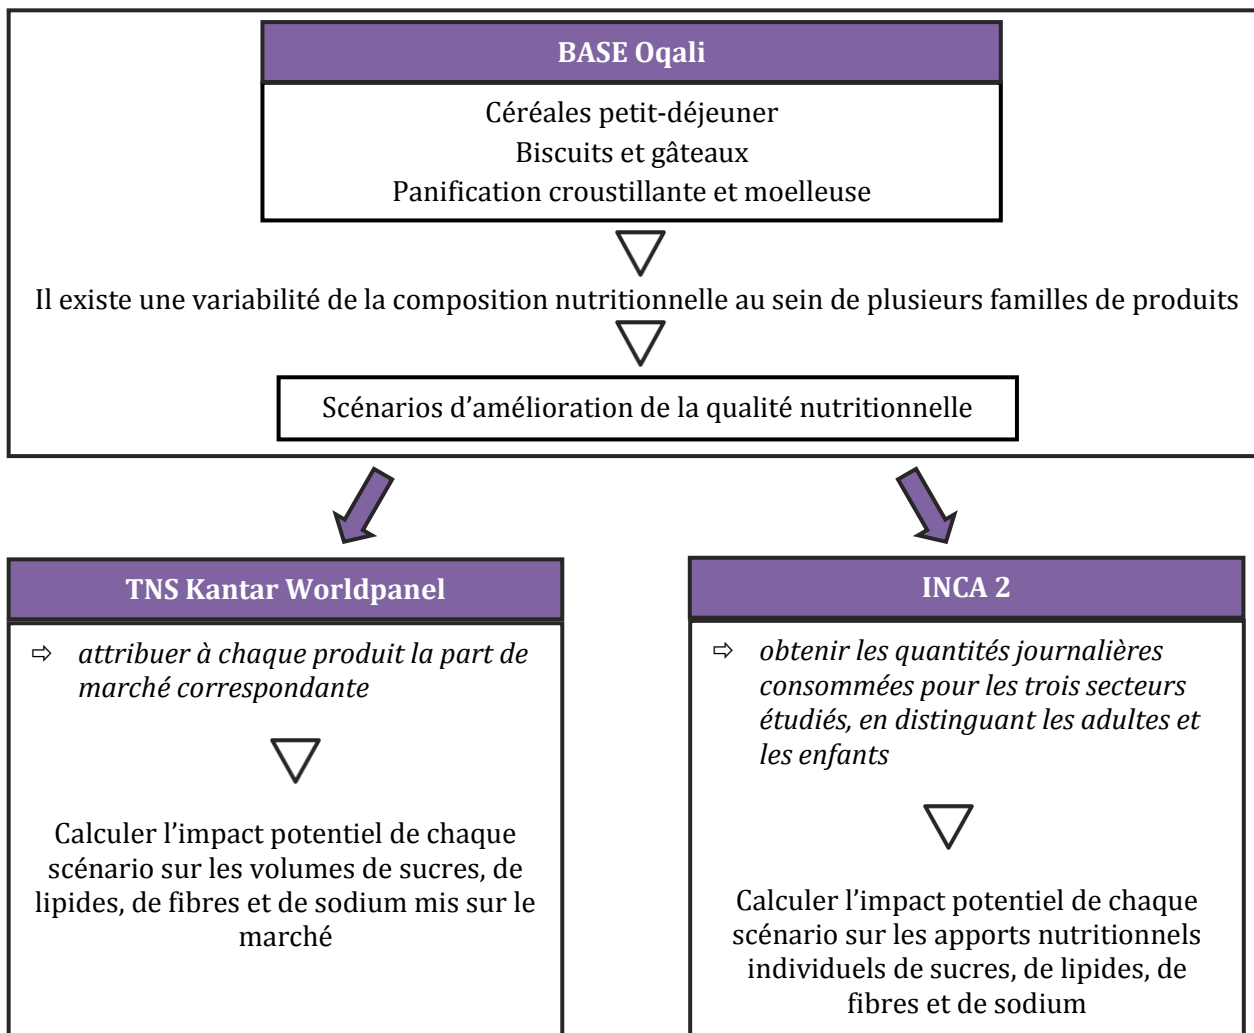 BASE Oqali
Céréales petit-déjeuner
Biscuits et gâteaux
Panification croustillante et moelleuse
Il existe une variabilité de la composition nutritionnelle au sein de plusieurs familles de produits
Scénarios d’amélioration de la qualité nutritionnelle
TNS Kantar Worldpanel
⇨ attribuer à chaque produit la part de
marché correspondante
Calculer l’impact potentiel de chaque
scénario sur les volumes de sucres, de
lipides, de fibres et de sodium mis sur le
marché
INCA 2
⇨ obtenir les quantités journalières
consommées pour les trois secteurs
étudiés, en distinguant les adultes et
les enfants
Calculer l’impact potentiel de chaque
scénario sur les apports nutritionnels
individuels de sucres, de lipides, de
fibres et de sodium